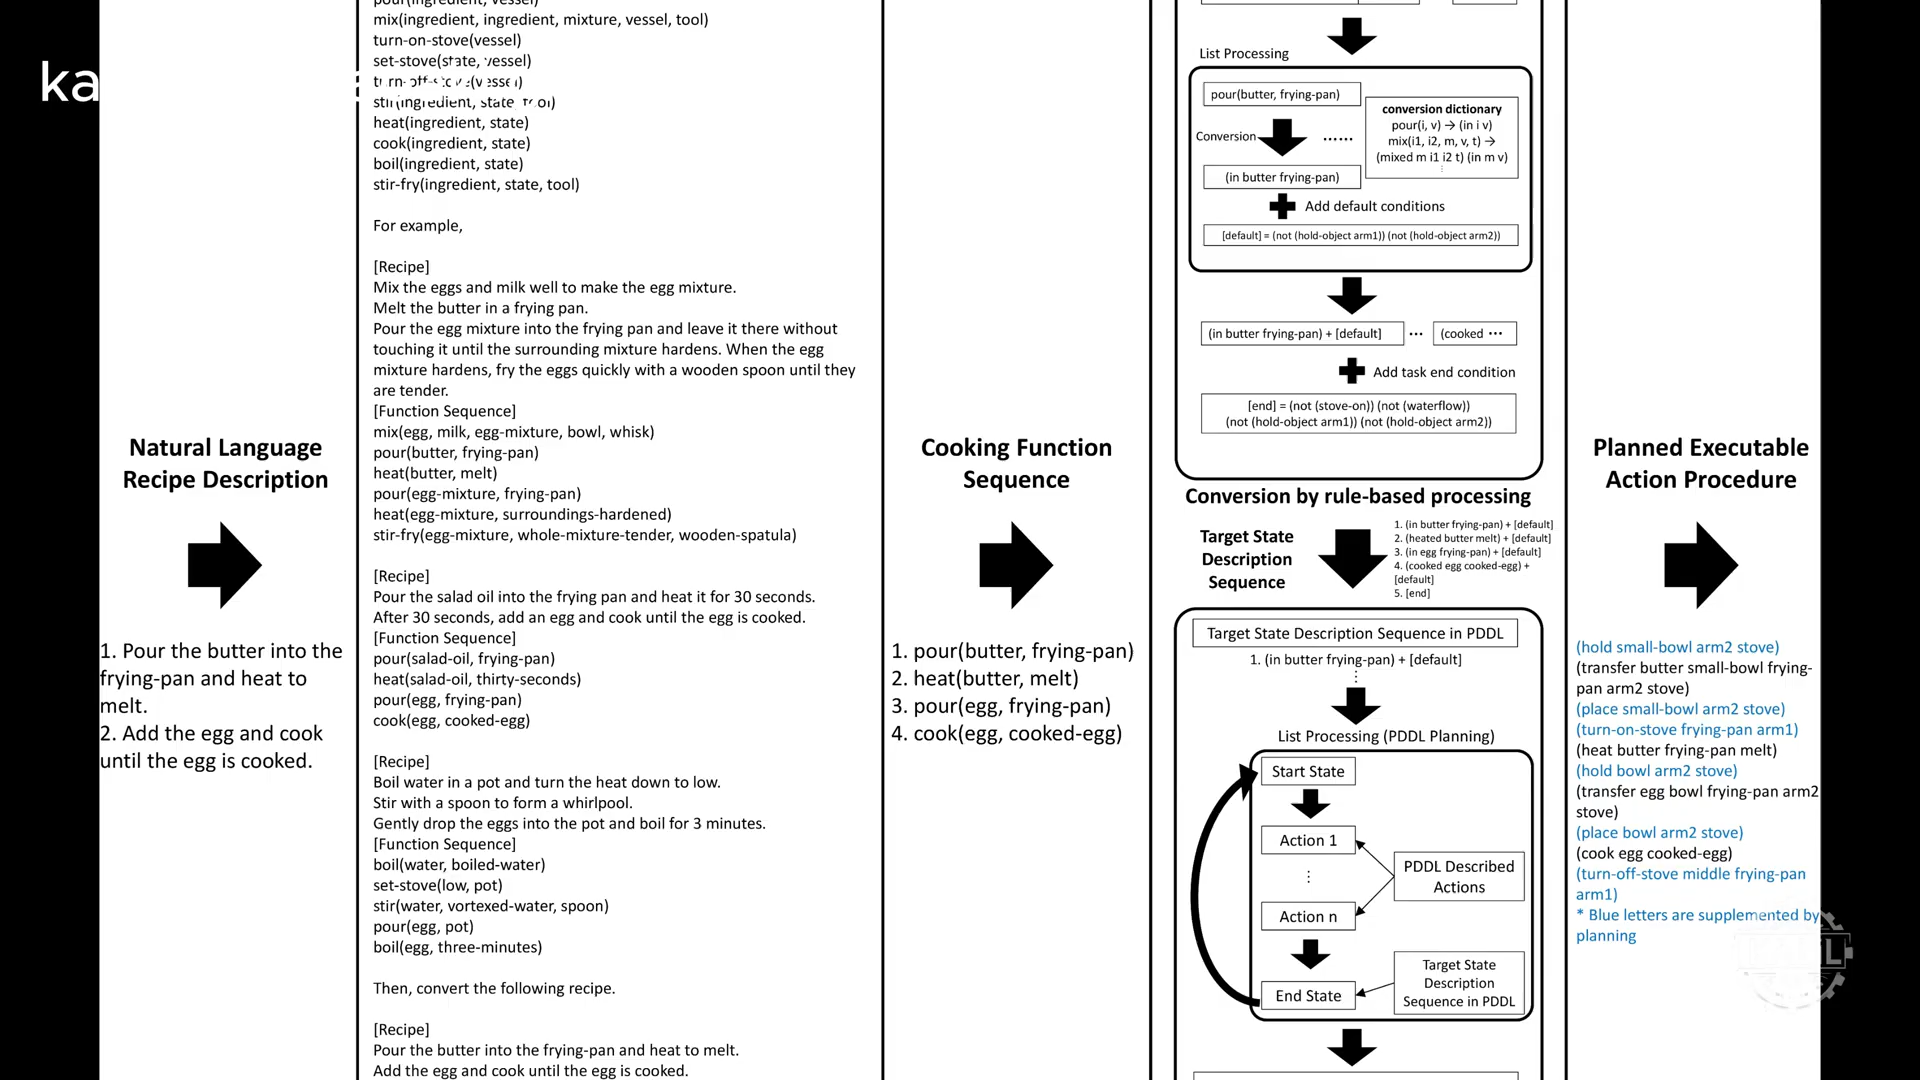 ka
Natural Language
Recipe Description
1. Pour the butter into the
frying-pan and heat to
melt.
2. Add the egg and cook
until the egg is cooked.
pour(ingredient, vessel)
mix(ingredient, ingredient, mixture, vessel, tool)
turn-on-stove(vessel)
set-stove(state, vessel)
turn-off-stove(vessel)
stir(ingredient, state, tool)
heat(ingredient, state)
cook(ingredient, state)
boil(ingredient, state)
stir-fry(ingredient, state, tool)
For example,
[Recipe]
Mix the eggs and milk well to make the egg mixture.
Melt the butter in a frying pan.
Pour the egg mixture into the frying pan and leave it there without
touching it until the surrounding mixture hardens. When the egg
mixture hardens, fry the eggs quickly with a wooden spoon until they
are tender.
[Function Sequence]
mix(egg, milk, egg-mixture, bowl, whisk)
pour(butter, frying-pan)
heat(butter, melt)
pour(egg-mixture, frying-pan)
heat(egg-mixture, surroundings-hardened)
stir-fry(egg-mixture, whole-mixture-tender, wooden-spatula)
[Recipe]
Pour the salad oil into the frying pan and heat it for 30 seconds.
After 30 seconds, add an egg and cook until the egg is cooked.
[Function Sequence]
pour(salad-oil, frying-pan)
heat(salad-oil, thirty-seconds)
pour(egg, frying-pan)
cook(egg, cooked-egg)
[Recipe]
Boil water in a pot and turn the heat down to low.
Stir with a spoon to form a whirlpool.
Gently drop the eggs into the pot and boil for 3 minutes.
[Function Sequence]
boil(water, boiled-water)
set-stove(low, pot)
stir(water, vortexed-water, spoon)
pour(egg, pot)
boil(egg, three-minutes)
Then, convert the following recipe.
[Recipe]
Pour the butter into the frying-pan and heat to melt.
Add the egg and cook until the egg is cooked.
Cooking Function
Sequence
1. pour(butter, frying-pan)
2. heat(butter, melt)
3. pour(egg, frying-pan)
4. cook(egg, cooked-egg)
List Processing
pour(butter, frying-pan)
Conversion
......
conversion dictionary
pour(i, v) → (in i v)
mix(i1, i2, m, v, t) →
(mixed m i1 i2 t) (in m v)
⋮
(in butter frying-pan)
Add default conditions
[default] = (not (hold-object arm1)) (not (hold-object arm2))
(in butter frying-pan) + [default]
...
(cooked ...
Add task end condition
[end] = (not (stove-on)) (not (waterflow))
(not (hold-object arm1)) (not (hold-object arm2))
Conversion by rule-based processing
Target State
Description
Sequence
1. (in butter frying-pan) + [default]
2. (heated butter melt) + [default]
3. (in egg frying-pan) + [default]
4. (cooked egg cooked-egg) +
[default]
5. [end]
Target State Description Sequence in PDDL
1. (in butter frying-pan) + [default]
⋮
List Processing (PDDL Planning)
Start State
Action 1
⋮
Action n
End State
PDDL Described
Actions
Target State
Description
Sequence in PDDL
Planned Executable
Action Procedure
(hold small-bowl arm2 stove)
(transfer butter small-bowl frying-
pan arm2 stove)
(place small-bowl arm2 stove)
(turn-on-stove frying-pan arm1)
(heat butter frying-pan melt)
(hold bowl arm2 stove)
(transfer egg bowl frying-pan arm2
stove)
(place bowl arm2 stove)
(cook egg cooked-egg)
(turn-off-stove middle frying-pan
arm1)
* Blue letters are supplemented by
planning